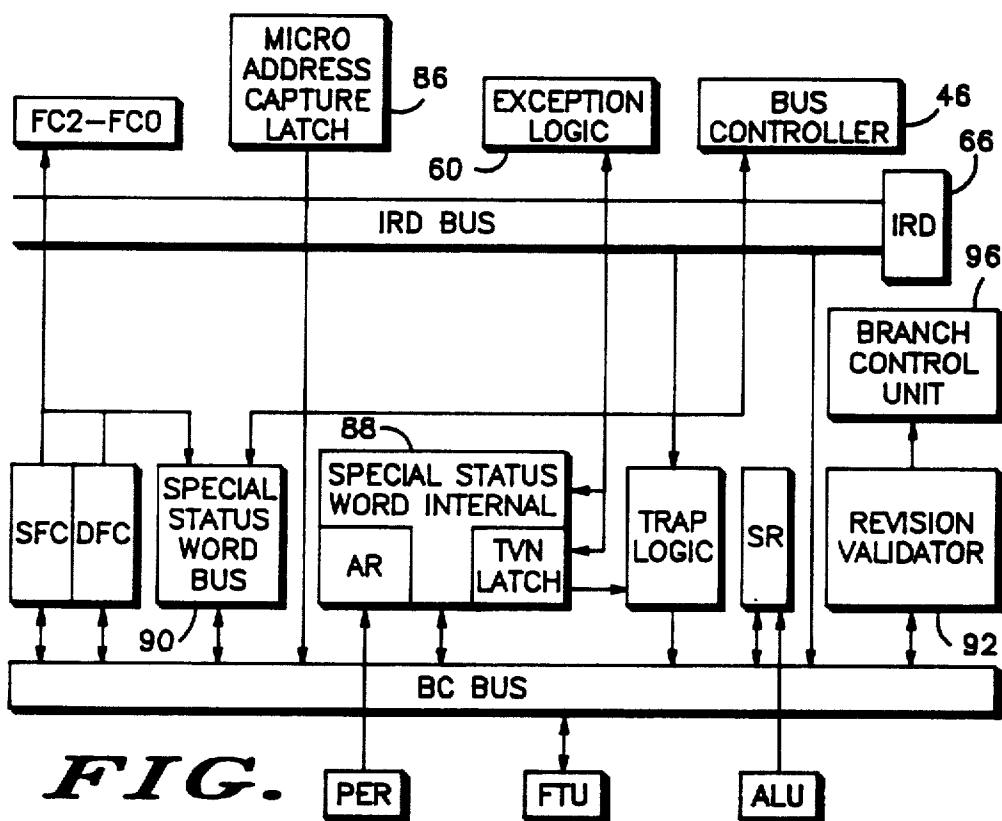 MICRO
ADDRESS
CAPTURE
LATCH
86
EXCEPTION
LOGIC
60
BUS
CONTROLLER
46
FC2-FC0
66
IRD BUS
IRD
96
BRANCH
CONTROL
UNIT
88
SFC
DFC
SPECIAL
STATUS
WORD
BUS
90
SPECIAL STATUS
WORD INTERNAL
AR
TVN
LATCH
TRAP
LOGIC
SR
REVISION
VALIDATOR
92
BC BUS
FIG.
PER
FTU
ALU